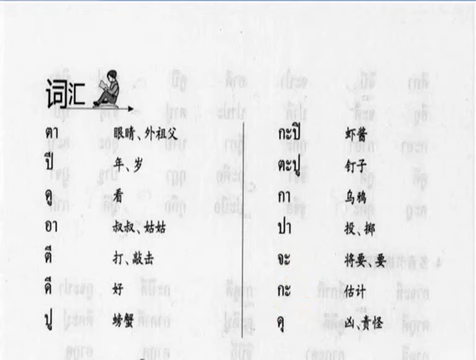 词汇
ตา 眼睛、外祖父
ปี 年、岁
ดู 看
อา 叔叔、姑姑
ตี 打、敲击
ดี 好
ปู 螃蟹
กะปิ 虾酱
ตะปู 钉子
กา 乌鸦
ปา 投、掷
จะ 将要、要
กะ 估计
ดุ 凶、责怪